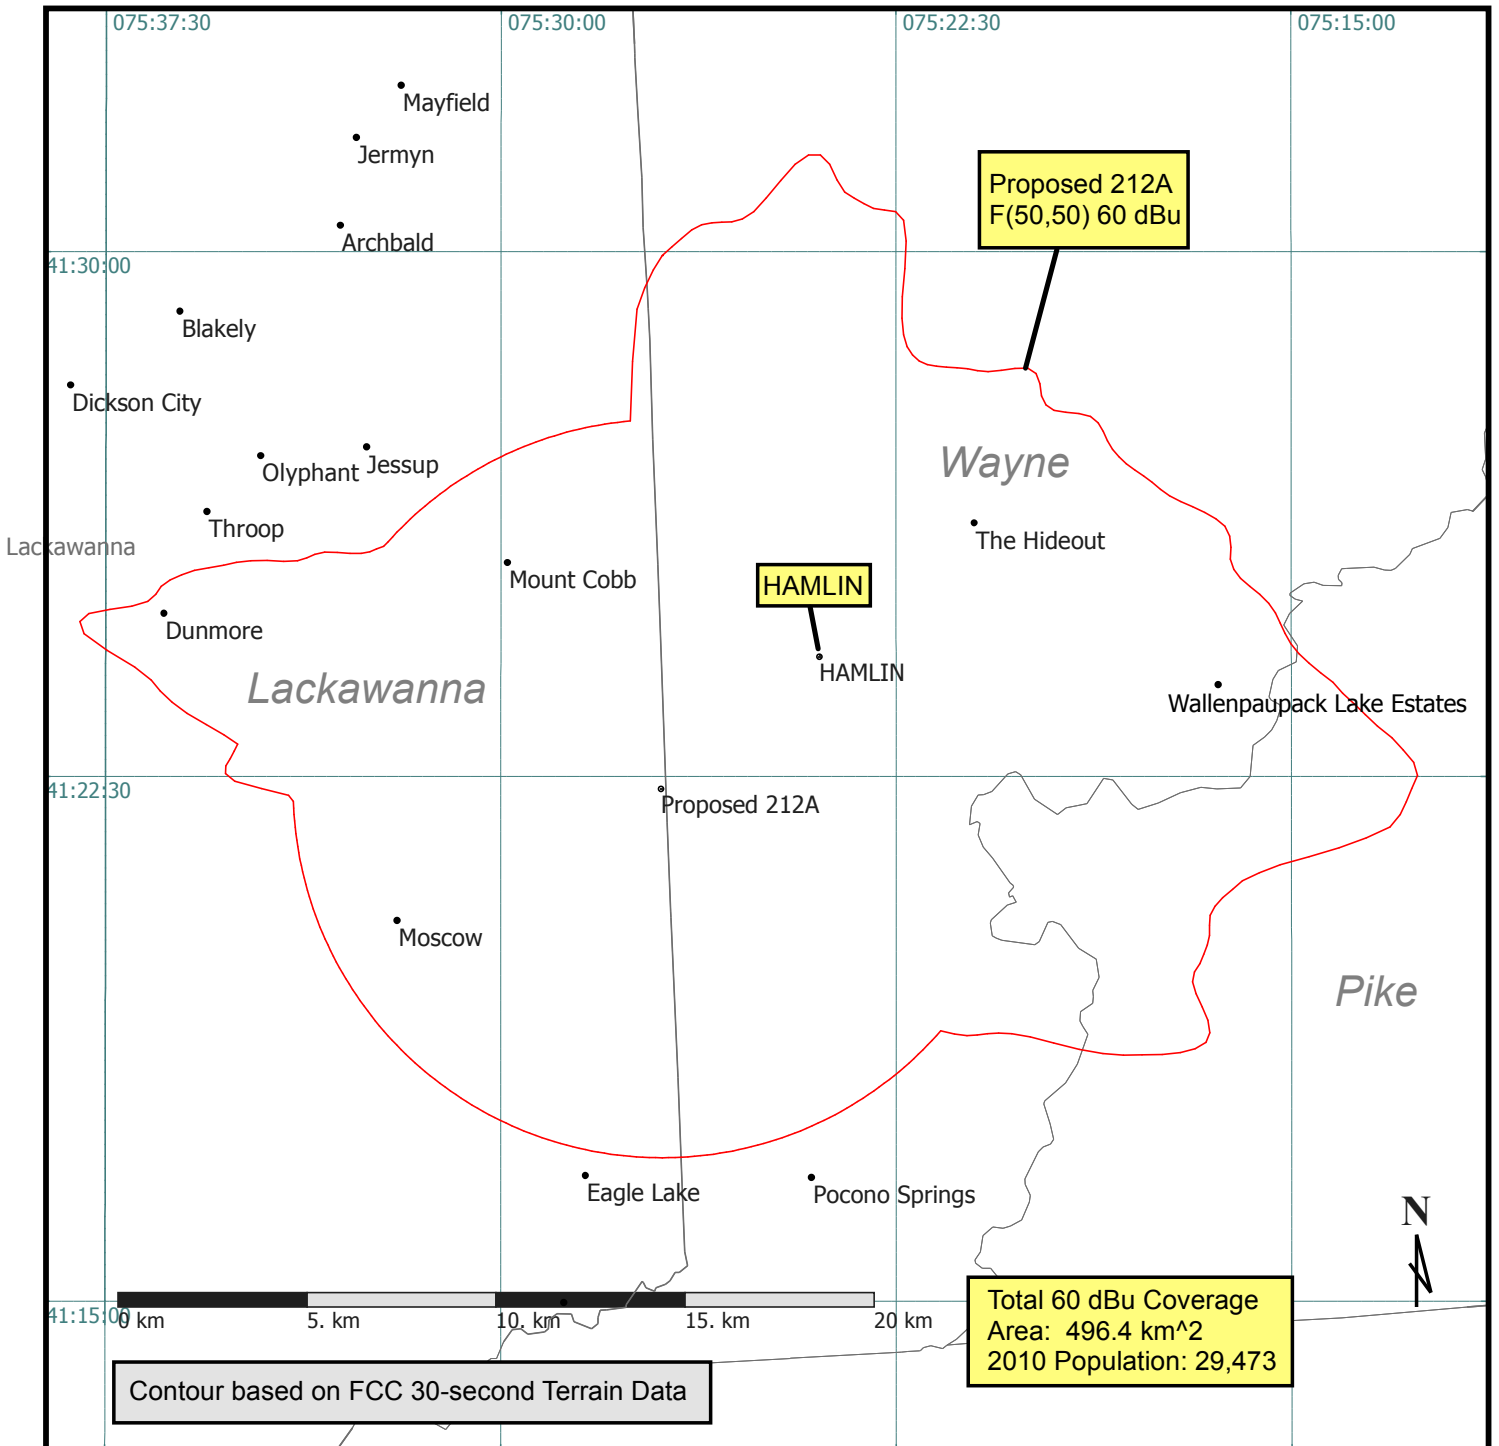 075:37:30
075:30:00
075:22:30
075:15:00
Mayfield
Jermyn
Proposed 212A
F(50,50) 60 dBu
Archbald
41:30:00
Blakely
Dickson City
Wayne
Olyphant
Jessup
Throop
The Hideout
Lackawanna
Mount Cobb
HAMLIN
Dunmore
HAMLIN
Lackawanna
Wallenpaupack Lake Estates
41:22:30
Proposed 212A
Moscow
Pike
Eagle Lake
Pocono Springs
N
41:15:00
0 km
5. km
10. km
15. km
20 km
Total 60 dBu Coverage
Area: 496.4 km^2
2010 Population: 29,473
Contour based on FCC 30-second Terrain Data